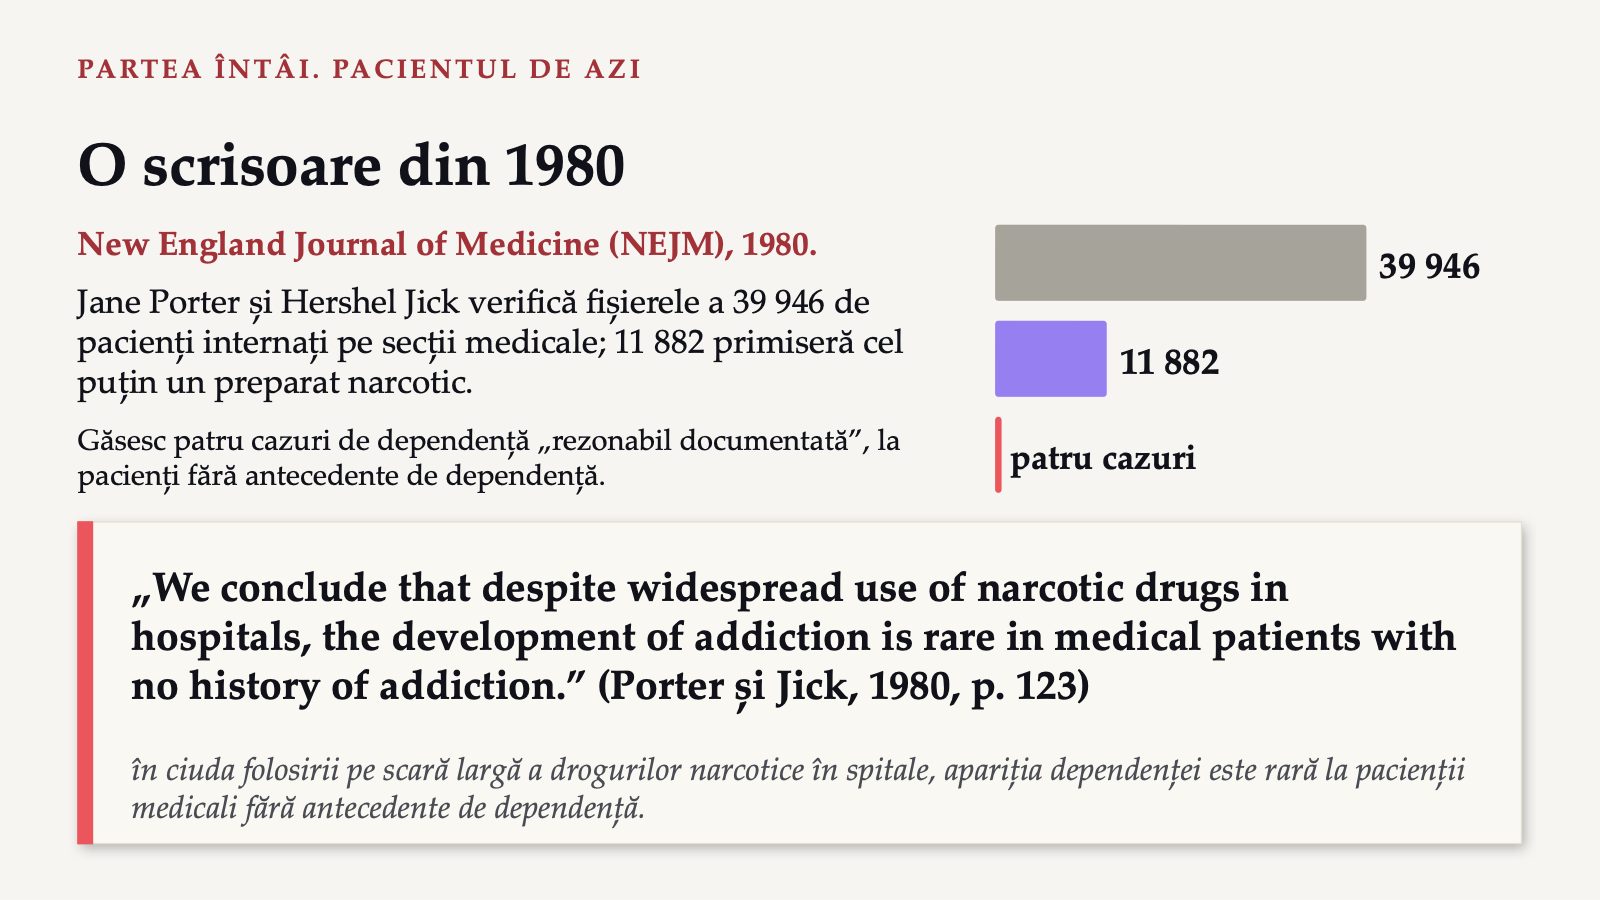 PARTEA ÎNTÂI. PACIENTUL DE AZI
O scrisoare din 1980
New England Journal of Medicine (NEJM), 1980.
Jane Porter și Hershel Jick verifică fișierele a 39 946 de
pacienți internați pe secții medicale; 11 882 primiseră cel
puțin un preparat narcotic.
Găsesc patru cazuri de dependență „rezonabil documentată”, la
pacienți fără antecedente de dependență.
39 946
11 882
patru cazuri
„We conclude that despite widespread use of narcotic drugs in
hospitals, the development of addiction is rare in medical patients with
no history of addiction.” (Porter și Jick, 1980, p. 123)
în ciuda folosirii pe scară largă a drogurilor narcotice în spitale, apariția dependenței este rară la pacienții
medicali fără antecedente de dependență.